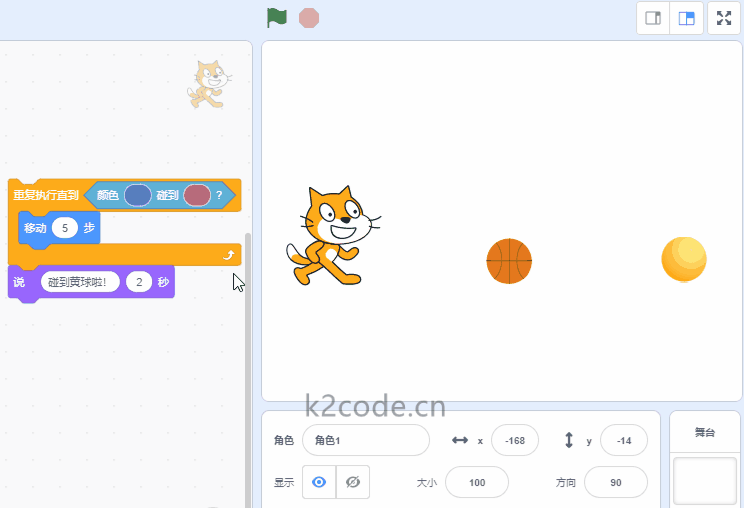 重复执行直到 颜色 碰到 ?
移动 5 步
说 碰到黄球啦! 2 秒
k2code.cn
角色 角色1 x -168 y -14
显示 大小 100 方向 90
舞台